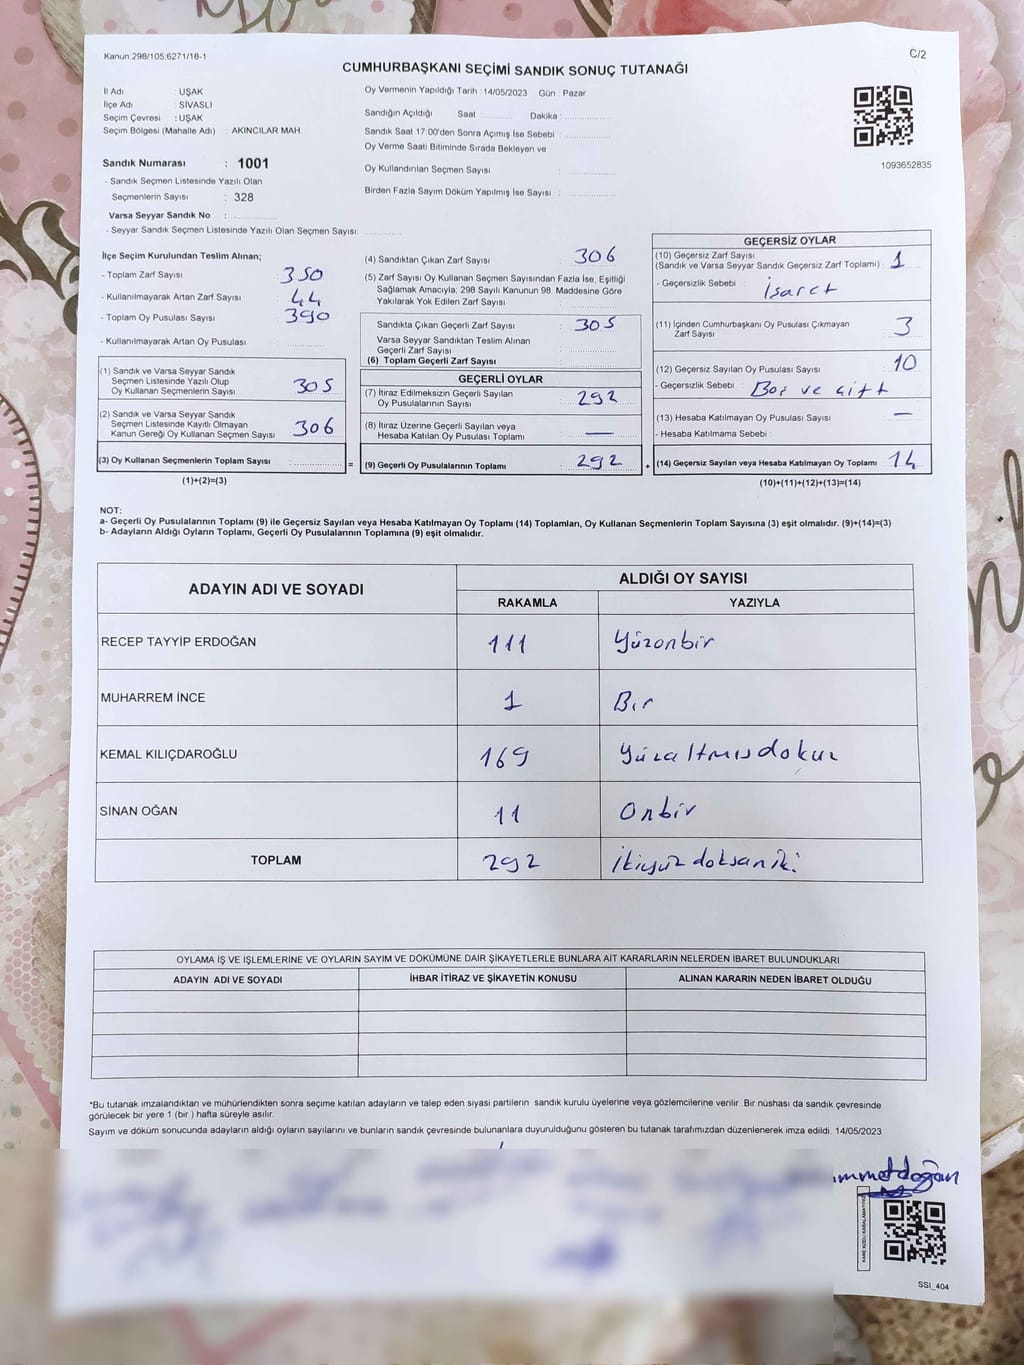 Kanun:298/105:6271/18-1
C/2
CUMHURBAŞKANI SEÇİMİ SANDIK SONUÇ TUTANAĞI
İl Adı : UŞAK
İlçe Adı : SİVASLI
Seçim Çevresi : UŞAK
Seçim Bölgesi (Mahalle Adı) : AKINCILAR MAH.
Sandık Numarası : 1001
- Sandık Seçmen Listesinde Yazılı Olan
Seçmenlerin Sayısı : 328
Varsa Seyyar Sandık No :
- Seyyar Sandık Seçmen Listesinde Yazılı Olan Seçmen Sayısı:
Oy Vermenin Yapıldığı Tarih :14/05/2023 Gün : Pazar
Sandığın Açıldığı Saat : Dakika :
Sandık Saat 17.00'den Sonra Açımış İse Sebebi :
Oy Verme Saati Bitiminde Sırada Bekleyen ve
Oy Kullandırılan Seçmen Sayısı :
Birden Fazla Sayım Döküm Yapılmış İse Sayısı :
1093652835
İlçe Seçim Kurulundan Teslim Alınan;
- Toplam Zarf Sayısı : 350
- Kullanılmayarak Artan Zarf Sayısı : 44
- Toplam Oy Pusulası Sayısı : 390
- Kullanılmayarak Artan Oy Pusulası :
(1) Sandık ve Varsa Seyyar Sandık
Seçmen Listesinde Yazılı Olup
Oy Kullanan Seçmenlerin Sayısı : 305
(2) Sandık ve Varsa Seyyar Sandık
Seçmen Listesinde Kayıtlı Olmayan
Kanun Gereği Oy Kullanan Seçmen Sayısı : 306
(3) Oy Kullanan Seçmenlerin Toplam Sayısı :
(1)+(2)=(3)
(4) Sandıktan Çıkan Zarf Sayısı : 306
(5) Zarf Sayısı Oy Kullanan Seçmen Sayısından Fazla İse, Eşitliği
Sağlamak Amacıyla; 298 Sayılı Kanunun 98. Maddesine Göre
Yakılarak Yok Edilen Zarf Sayısı :
Sandıkta Çıkan Geçerli Zarf Sayısı : 305
Varsa Seyyar Sandıktan Teslim Alınan
Geçerli Zarf Sayısı :
(6) Toplam Geçerli Zarf Sayısı :
GEÇERLİ OYLAR
(7) İtiraz Edilmeksizin Geçerli Sayılan
Oy Pusulalarının Sayısı : 292
(8) İtiraz Üzerine Geçerli Sayılan veya
Hesaba Katılan Oy Pusulası Toplamı : —
= (9) Geçerli Oy Pusulalarının Toplamı : 292 +
GEÇERSİZ OYLAR
(10) Geçersiz Zarf Sayısı
(Sandık ve Varsa Seyyar Sandık Geçersiz Zarf Toplamı) : 1
- Geçersizlik Sebebi : İşaret
(11) İçinden Cumhurbaşkanı Oy Pusulası Çıkmayan
Zarf Sayısı : 3
(12) Geçersiz Sayılan Oy Pusulası Sayısı : 10
- Geçersizlik Sebebi : Boş ve çift
(13) Hesaba Katılmayan Oy Pusulası Sayısı : —
- Hesaba Katılmama Sebebi :
(14) Geçersiz Sayılan veya Hesaba Katılmayan Oy Toplamı : 14
(10)+(11)+(12)+(13)=(14)
NOT:
a- Geçerli Oy Pusulalarının Toplamı (9) ile Geçersiz Sayılan veya Hesaba Katılmayan Oy Toplamı (14) Toplamları, Oy Kullanan Seçmenlerin Toplam Sayısına (3) eşit olmalıdır. (9)+(14)=(3)
b- Adayların Aldığı Oyların Toplamı, Geçerli Oy Pusulalarının Toplamına (9) eşit olmalıdır.
ADAYIN ADI VE SOYADI ALDIĞI OY SAYISI
RAKAMLA YAZIYLA
RECEP TAYYİP ERDOĞAN 111 Yüzonbir
MUHARREM İNCE 1 Bir
KEMAL KILIÇDAROĞLU 169 Yüzaltmışdokuz
SİNAN OĞAN 11 Onbir
TOPLAM 292 İkiyüzdoksaniki
OYLAMA İŞ VE İŞLEMLERİNE VE OYLARIN SAYIM VE DÖKÜMÜNE DAİR ŞİKAYETLERLE BUNLARA AİT KARARLARIN NELERDEN İBARET BULUNDUKLARI
ADAYIN ADI VE SOYADI İHBAR İTİRAZ VE ŞİKAYETİN KONUSU ALINAN KARARIN NEDEN İBARET OLDUĞU
*Bu tutanak imzalandıktan ve mühürlendikten sonra seçime katılan adayların ve talep eden siyasi partilerin sandık kurulu üyelerine veya gözlemcilerine verilir .Bir nüshası da sandık çevresinde
görülecek bir yere 1 (bir ) hafta süreyle asılır.
Sayım ve döküm sonucunda adayların aldığı oyların sayılarını ve bunların sandık çevresinde bulunanlara duyurulduğunu gösteren bu tutanak tarafımızdan düzenlenerek imza edildi. 14/05/2023
mmetdoğan
SSI_404